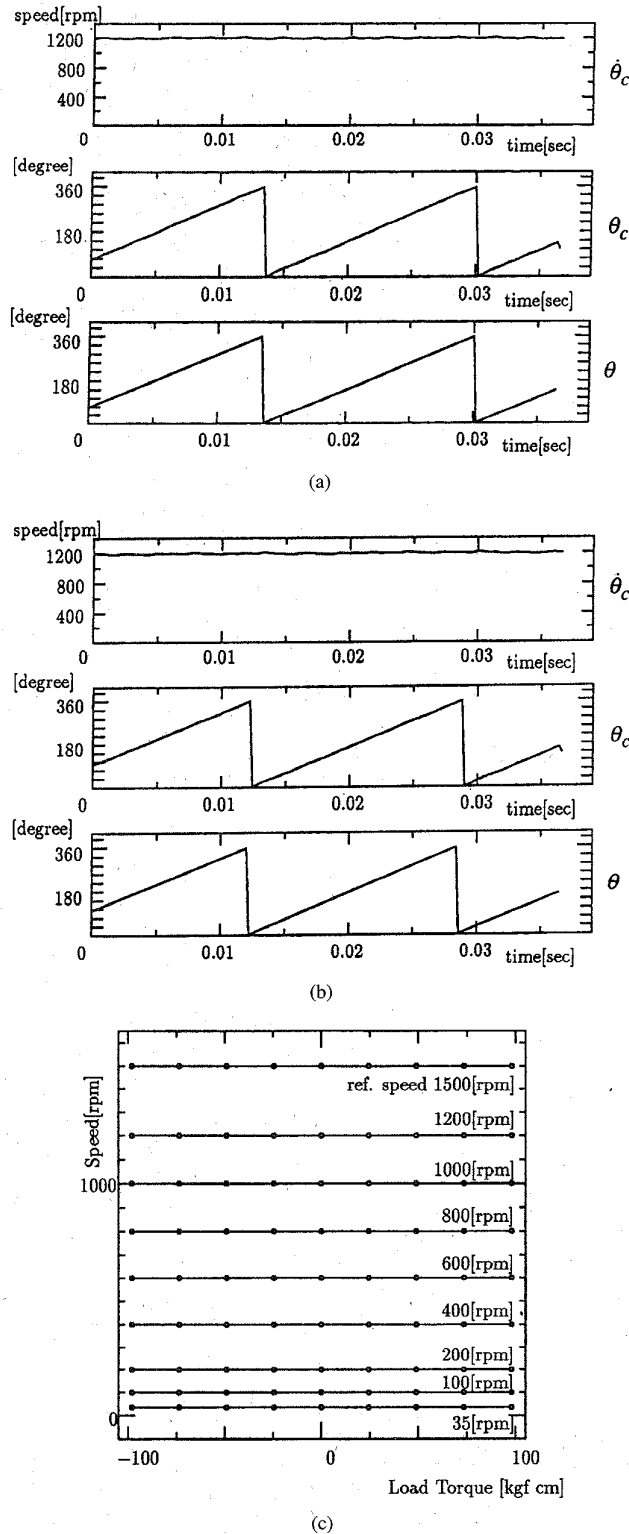 speed[rpm]
1200
800
400
0 0.01 0.02 0.03 time[sec]
θ̇c
[degree]
360
180
0 0.01 0.02 0.03 time[sec]
θc
[degree]
360
180
0 0.01 0.02 0.03 time[sec]
θ
(a)
speed[rpm]
1200
800
400
0 0.01 0.02 0.03 time[sec]
θ̇c
[degree]
360
180
0 0.01 0.02 0.03 time[sec]
θc
[degree]
360
180
0 0.01 0.02 0.03 time[sec]
θ
(b)
Speed[rpm]
1000
0
ref. speed 1500[rpm]
1200[rpm]
1000[rpm]
800[rpm]
600[rpm]
400[rpm]
200[rpm]
100[rpm]
35[rpm]
−100 0 100
Load Torque [kgf cm]
(c)